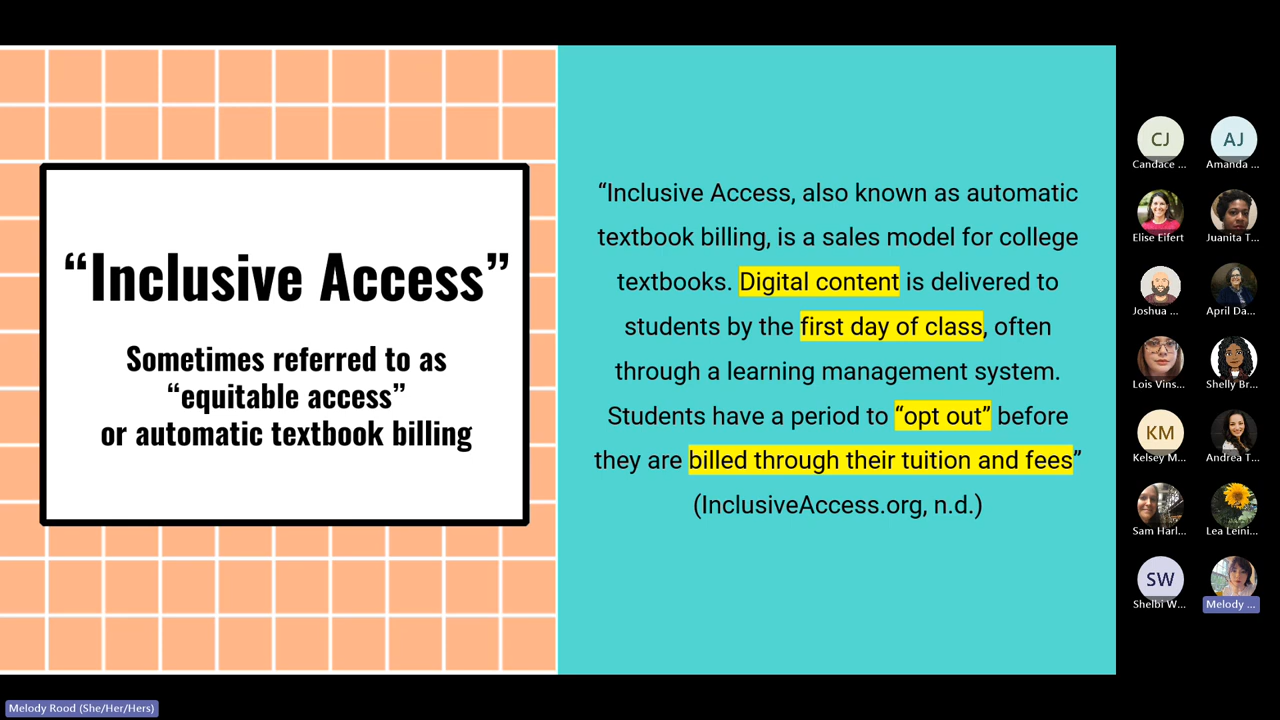 “Inclusive Access”
Sometimes referred to as
“equitable access”
or automatic textbook billing
“Inclusive Access, also known as automatic
textbook billing, is a sales model for college
textbooks. Digital content is delivered to
students by the first day of class, often
through a learning management system.
Students have a period to “opt out” before
they are billed through their tuition and fees”
(InclusiveAccess.org, n.d.)
CJ
Candace ...
AJ
Amanda ...
Elise Eifert
Juanita T...
Joshua ...
April Da...
Lois Vins...
Shelly Br...
KM
Kelsey M...
Andrea T...
Sam Harl...
Lea Leini...
SW
Shelbi W...
Melody ...
Melody Rood (She/Her/Hers)